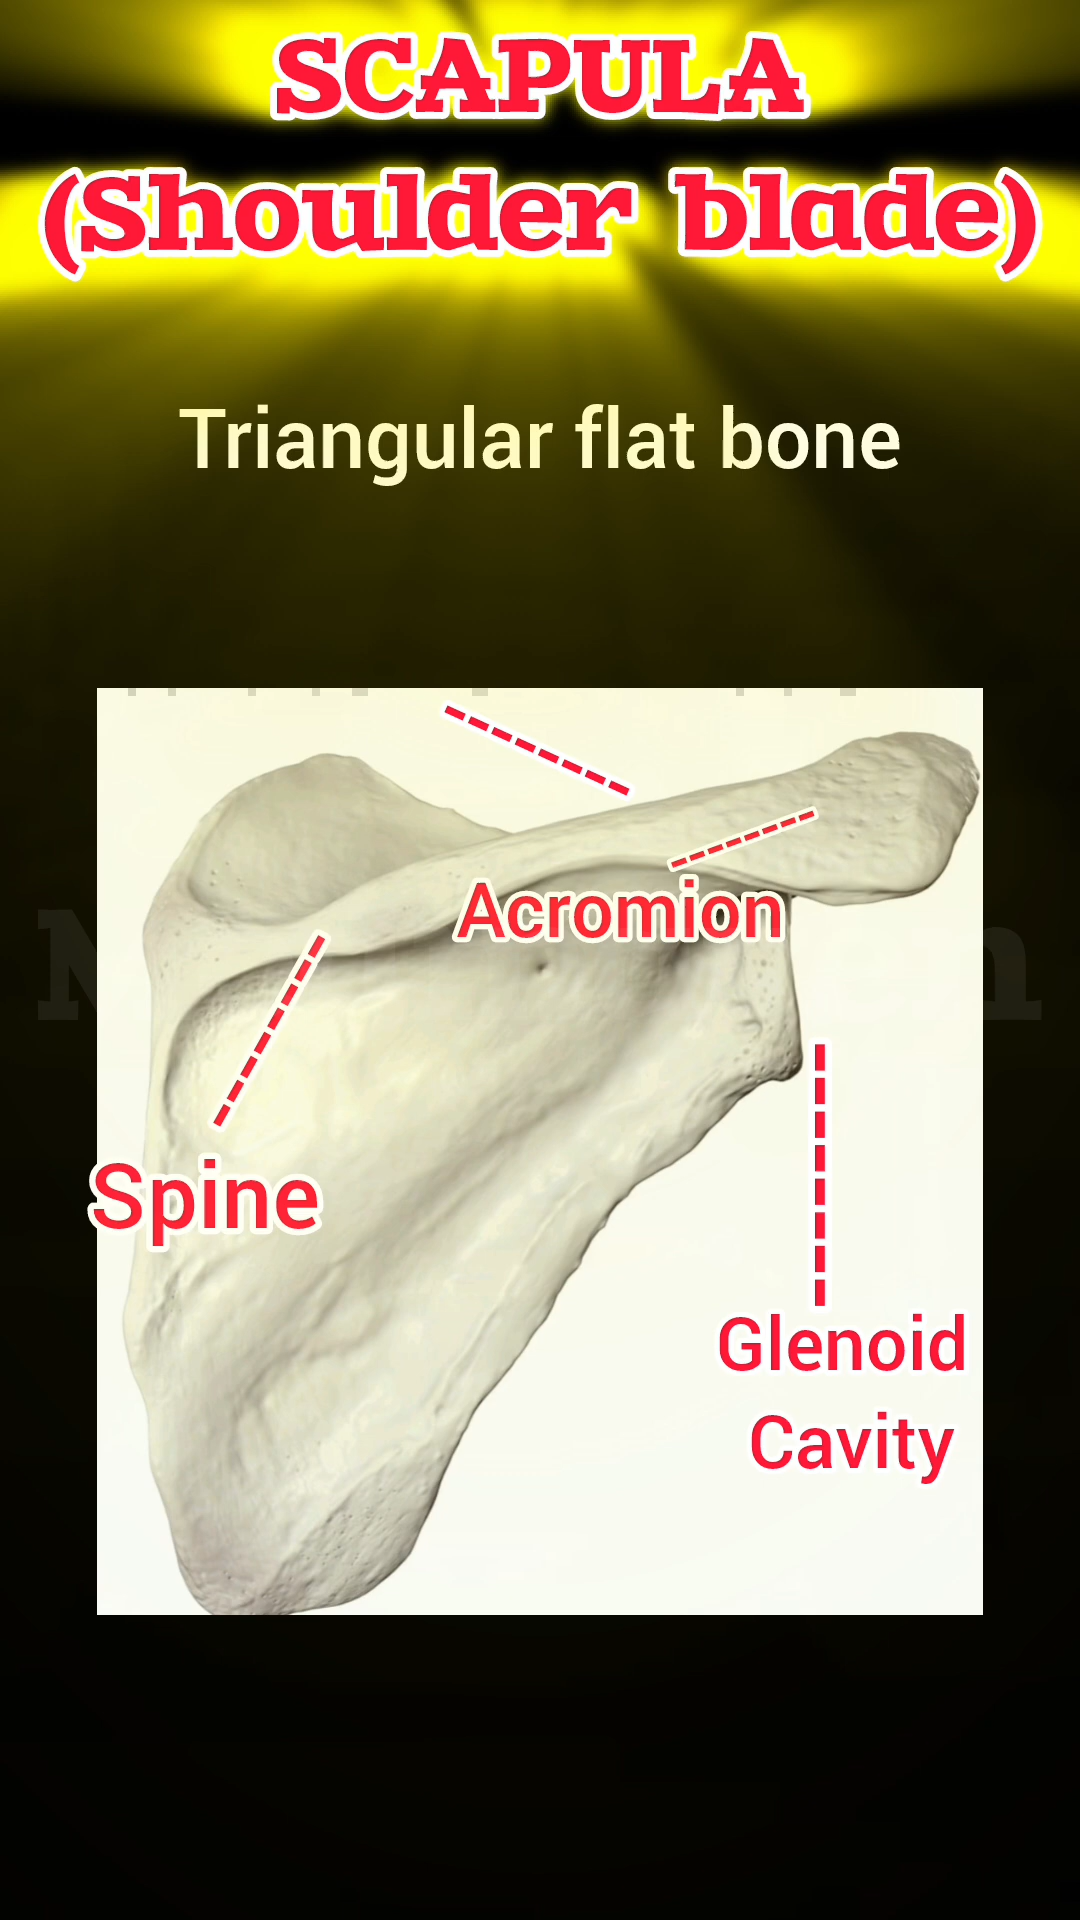 SCAPULA
(Shoulder blade)
Triangular flat bone
Acromion
Spine
Glenoid
Cavity